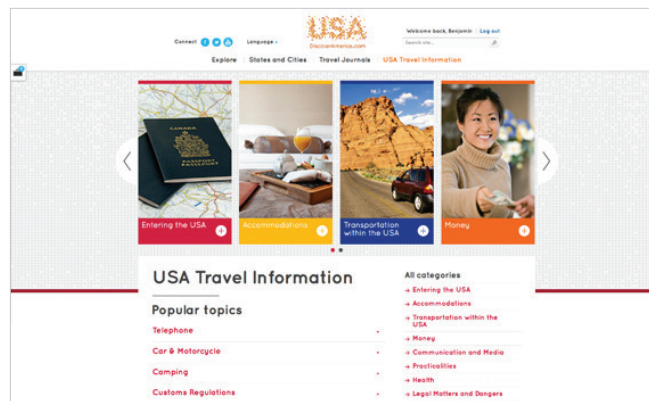 USA
DiscoverAmerica.com
Connect
Language
Welcome back, Benjamin | Log out
Search site...
Explore
States and Cities
Travel Journals
USA Travel Information
CANADA
PASSPORT
PASSEPORT
Entering the USA
Accommodations
Transportation
within the USA
Money
USA Travel Information
Popular topics
Telephone
Car & Motorcycle
Camping
Customs Regulations
All categories
→ Entering the USA
→ Accommodations
→ Transportation within the
USA
→ Money
→ Communication and Media
→ Practicalities
→ Health
→ Legal Matters and Dangers